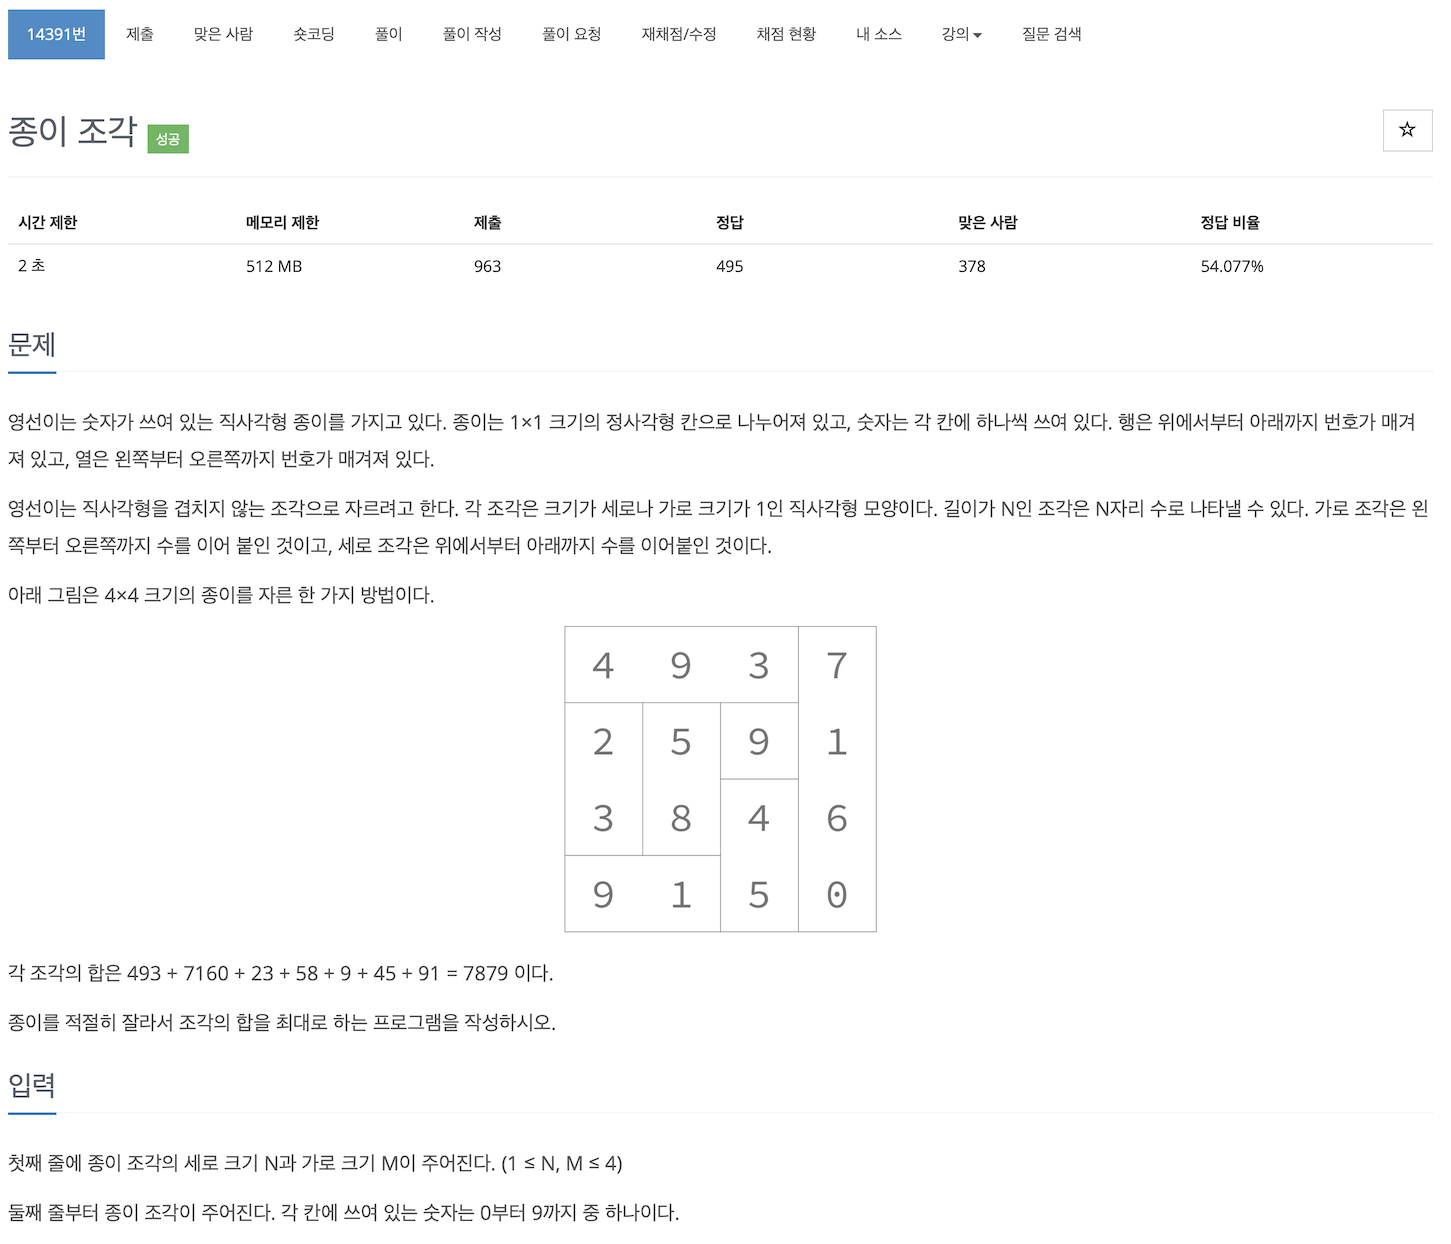 14391번 제출 맞은 사람 숏코딩 풀이 풀이 작성 풀이 요청 재채점/수정 채점 현황 내 소스 강의 질문 검색
종이 조각 성공
시간 제한 메모리 제한 제출 정답 맞은 사람 정답 비율
2 초 512 MB 963 495 378 54.077%
문제
영선이는 숫자가 쓰여 있는 직사각형 종이를 가지고 있다. 종이는 1×1 크기의 정사각형 칸으로 나누어져 있고, 숫자는 각 칸에 하나씩 쓰여 있다. 행은 위에서부터 아래까지 번호가 매겨
져 있고, 열은 왼쪽부터 오른쪽까지 번호가 매겨져 있다.
영선이는 직사각형을 겹치지 않는 조각으로 자르려고 한다. 각 조각은 크기가 세로나 가로 크기가 1인 직사각형 모양이다. 길이가 N인 조각은 N자리 수로 나타낼 수 있다. 가로 조각은 왼
쪽부터 오른쪽까지 수를 이어 붙인 것이고, 세로 조각은 위에서부터 아래까지 수를 이어붙인 것이다.
아래 그림은 4×4 크기의 종이를 자른 한 가지 방법이다.
4 9 3 7
2 5 9 1
3 8 4 6
9 1 5 0
각 조각의 합은 493 + 7160 + 23 + 58 + 9 + 45 + 91 = 7879 이다.
종이를 적절히 잘라서 조각의 합을 최대로 하는 프로그램을 작성하시오.
입력
첫째 줄에 종이 조각의 세로 크기 N과 가로 크기 M이 주어진다. (1 ≤ N, M ≤ 4)
둘째 줄부터 종이 조각이 주어진다. 각 칸에 쓰여 있는 숫자는 0부터 9까지 중 하나이다.